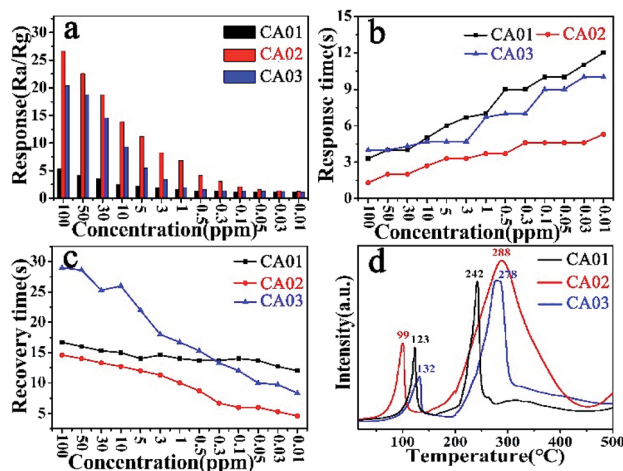 a
CA01
CA02
CA03
Response(Ra/Rg)
30
25
20
15
10
5
0
100 50 30 10 5 3 1 0.5 0.3 0.1 0.05 0.03 0.01
Concentration(ppm)
b
CA01 CA02
CA03
Response time(s)
15
12
9
6
3
0
100 50 30 10 5 3 1 0.5 0.3 0.10 0.05 0.03 0.01
Concentration(ppm)
c
CA01
CA02
CA03
Recovery time(s)
30
25
20
15
10
5
100 50 30 10 5 3 1 0.5 0.3 0.1 0.05 0.03 0.01
Concentration(ppm)
d
CA01
CA02
CA03
288
278
242
99
123
132
Intensity(a.u.)
100 200 300 400 500
Temperature(°C)